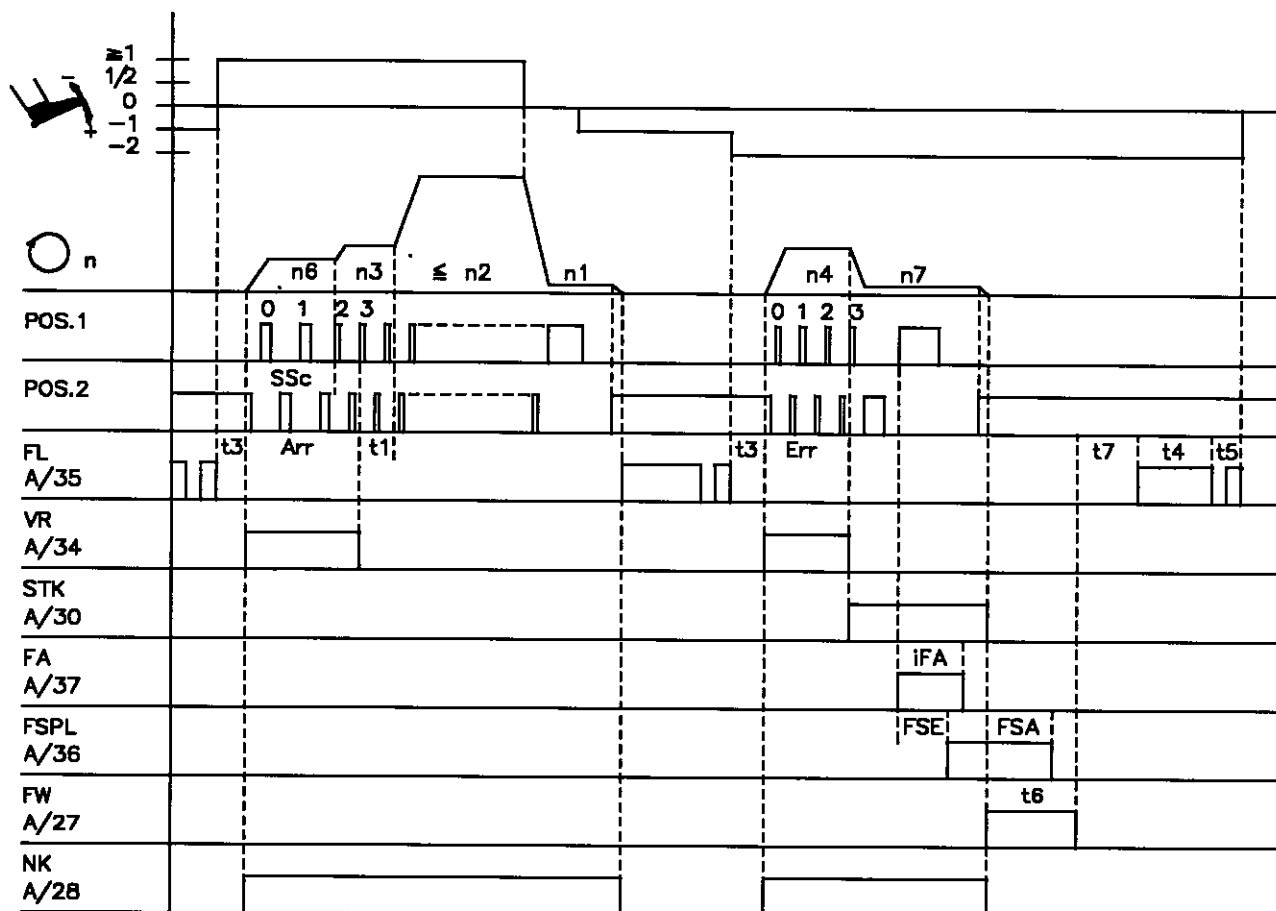 ≧1
1/2
0
-1
-2
-
+
n
n6 n3 ≦ n2 n1 n4 n7
POS.1
0 1 2 3 0 1 2 3
SSc
POS.2
t3 Arr t1 t3 Err t7 t4 t5
FL
A/35
VR
A/34
STK
A/30
FA iFA
A/37
FSPL FSE FSA
A/36
FW t6
A/27
NK
A/28